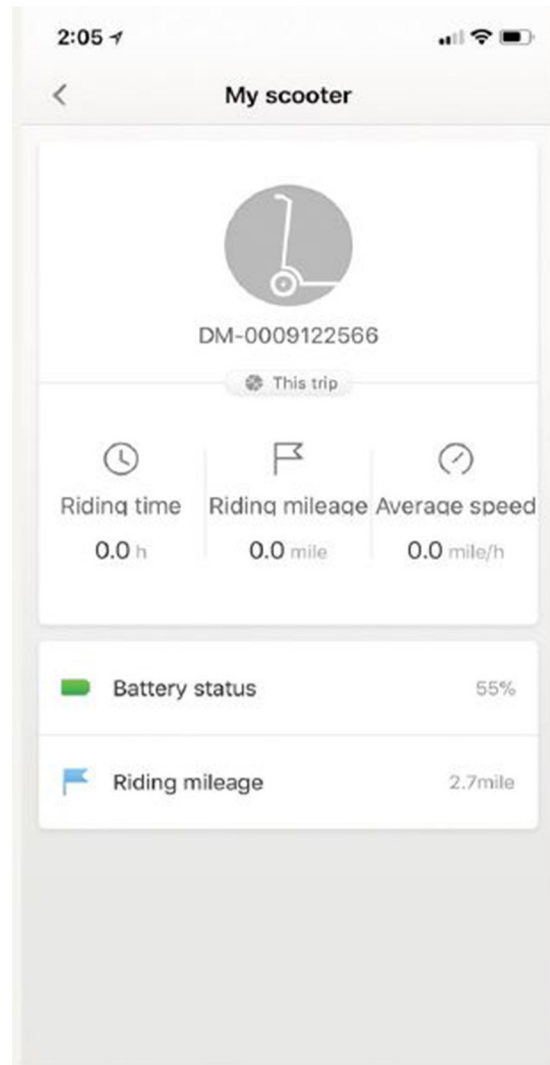 2:05
My scooter
DM-0009122566
This trip
Riding time Riding mileage Average speed
0.0 h 0.0 mile 0.0 mile/h
Battery status 55%
Riding mileage 2.7mile